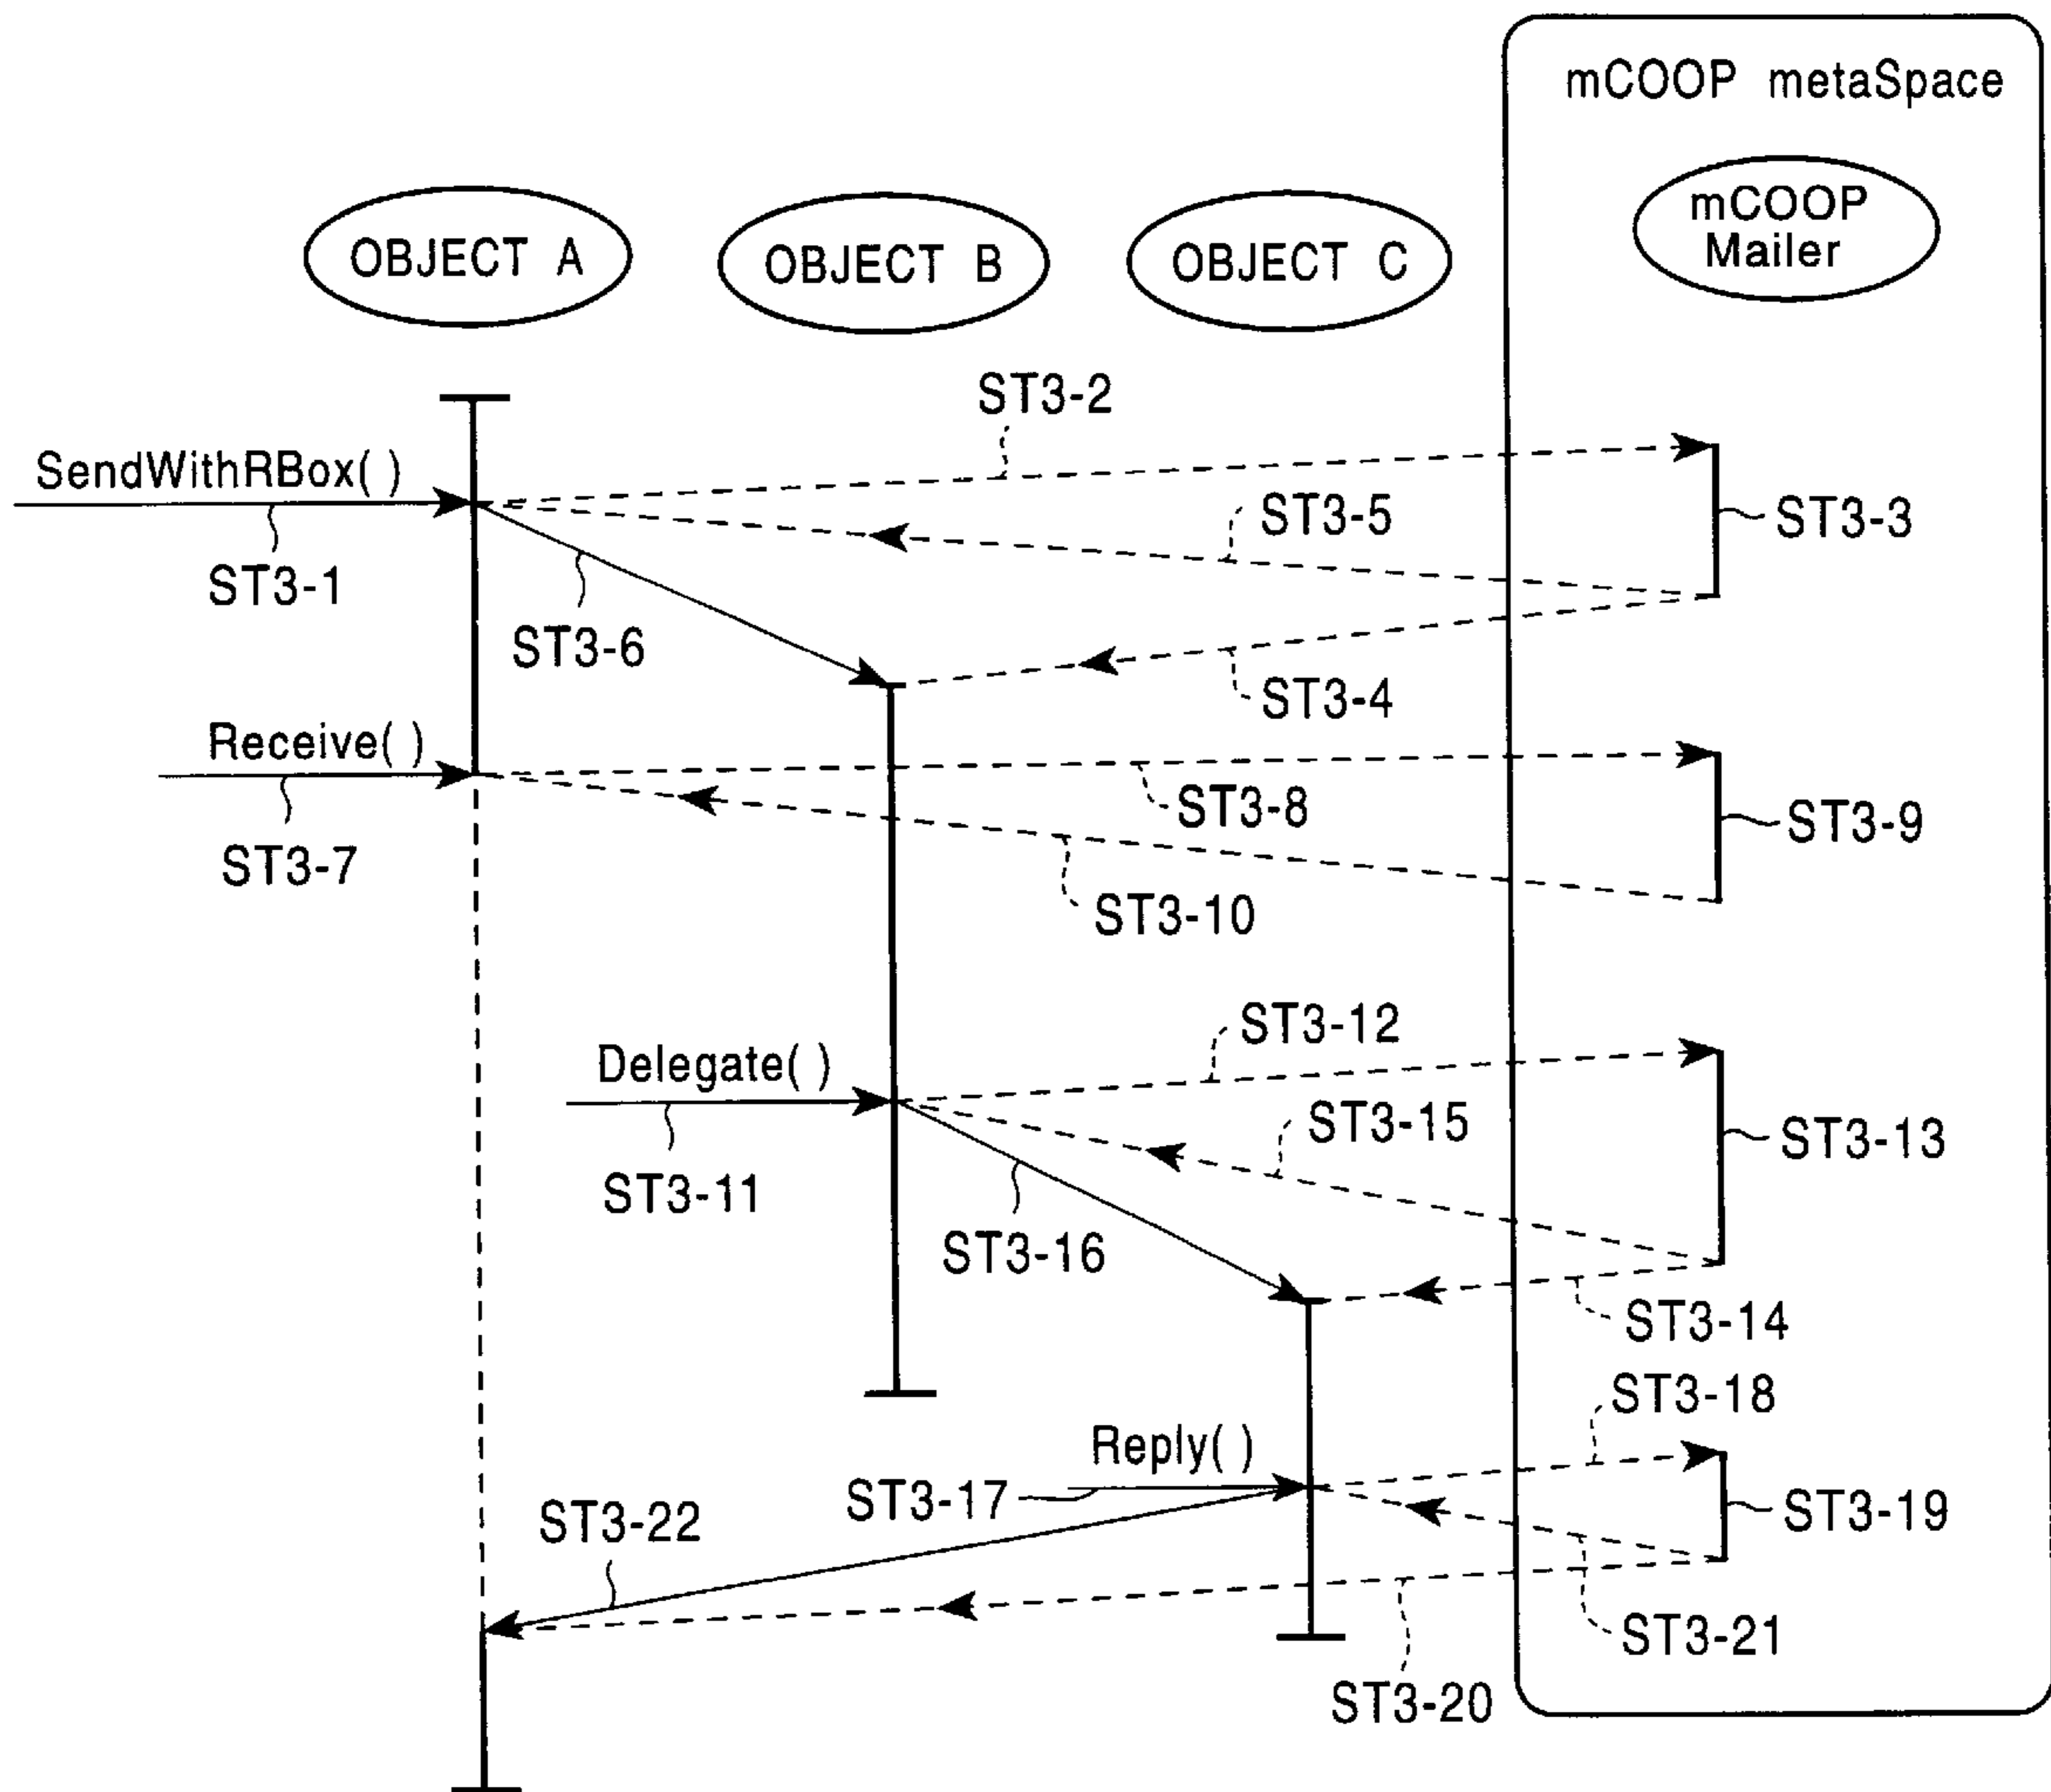 mCOOP metaSpace
mCOOP
Mailer
OBJECT A
OBJECT B
OBJECT C
ST3-2
SendWithRBox( )
ST3-5
ST3-3
ST3-1
ST3-6
ST3-4
Receive( )
ST3-8
ST3-9
ST3-7
ST3-10
ST3-12
Delegate( )
ST3-15
ST3-13
ST3-11
ST3-16
ST3-14
ST3-18
Reply( )
ST3-17
ST3-22
ST3-19
ST3-21
ST3-20